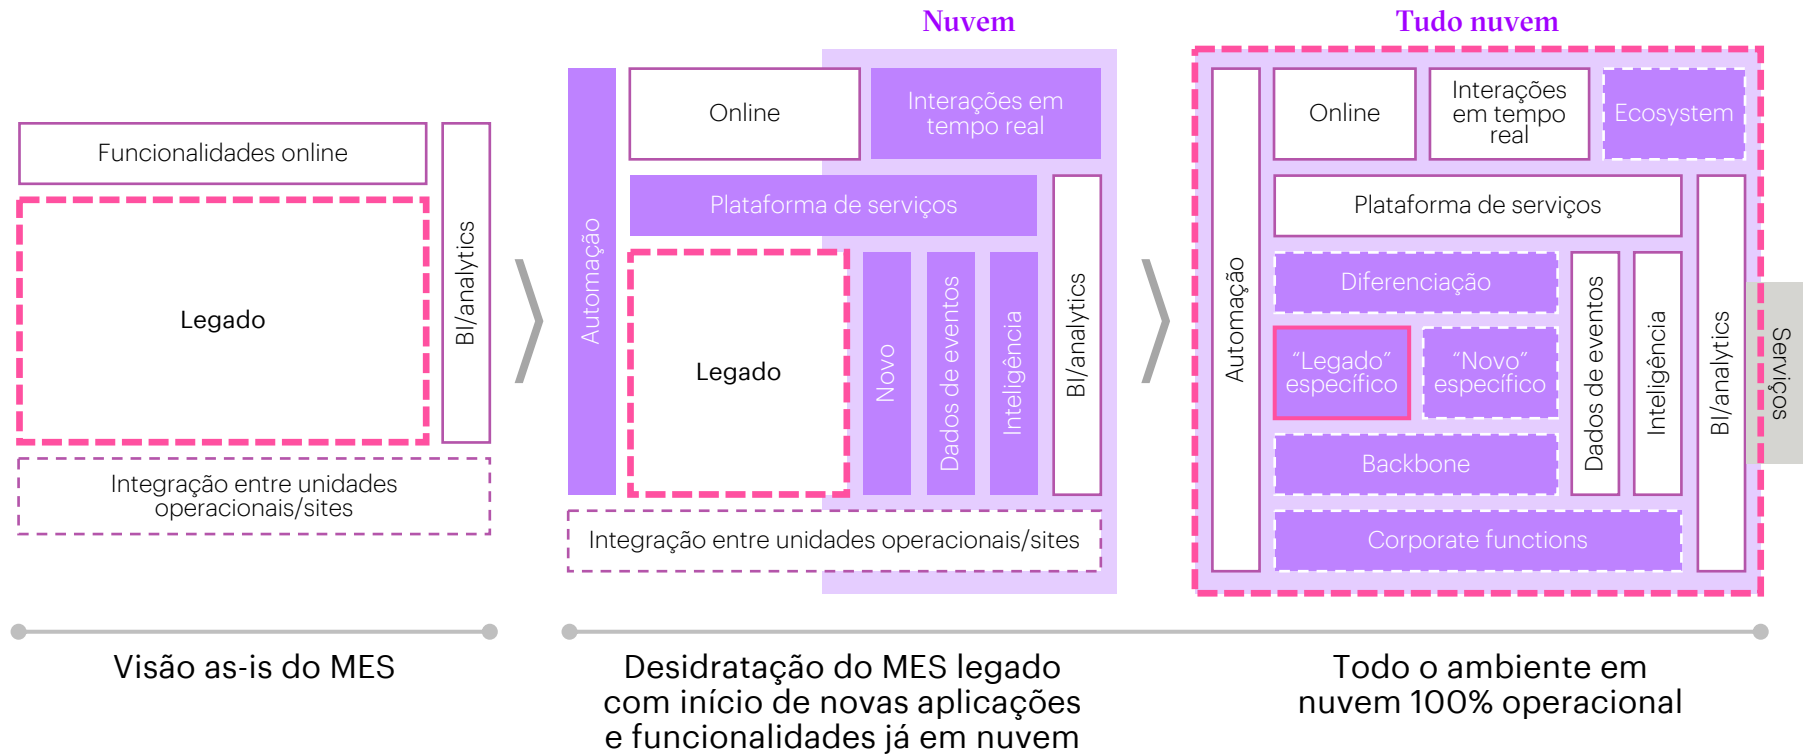 Funcionalidades online
Legado
BI/analytics
Integração entre unidades
operacionais/sites
Visão as-is do MES
Nuvem
Automação
Online
Interações em
tempo real
Plataforma de serviços
Legado
Novo
Dados de eventos
Inteligência
BI/analytics
Integração entre unidades operacionais/sites
Desidratação do MES legado
com início de novas aplicações
e funcionalidades já em nuvem
Tudo nuvem
Automação
Online
Interações
em tempo
real
Ecosystem
Plataforma de serviços
Diferenciação
“Legado”
específico
“Novo”
específico
Backbone
Corporate functions
Dados de eventos
Inteligência
BI/analytics
Serviços
Todo o ambiente em
nuvem 100% operacional